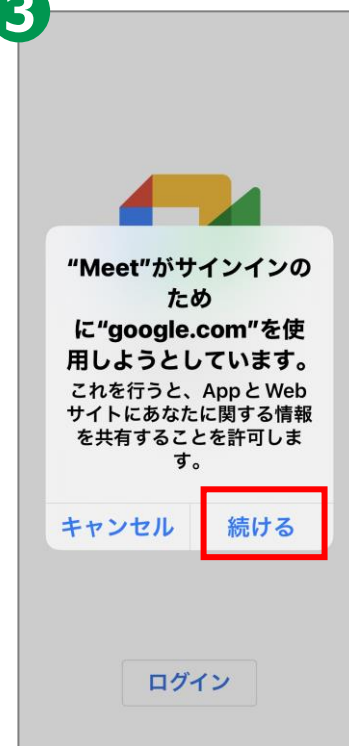 3
“Meet”がサインインの
ため
に“google.com”を使
用しようとしています。
これを行うと、AppとWeb
サイトにあなたに関する情報
を共有することを許可しま
す。
キャンセル 続ける
ログイン